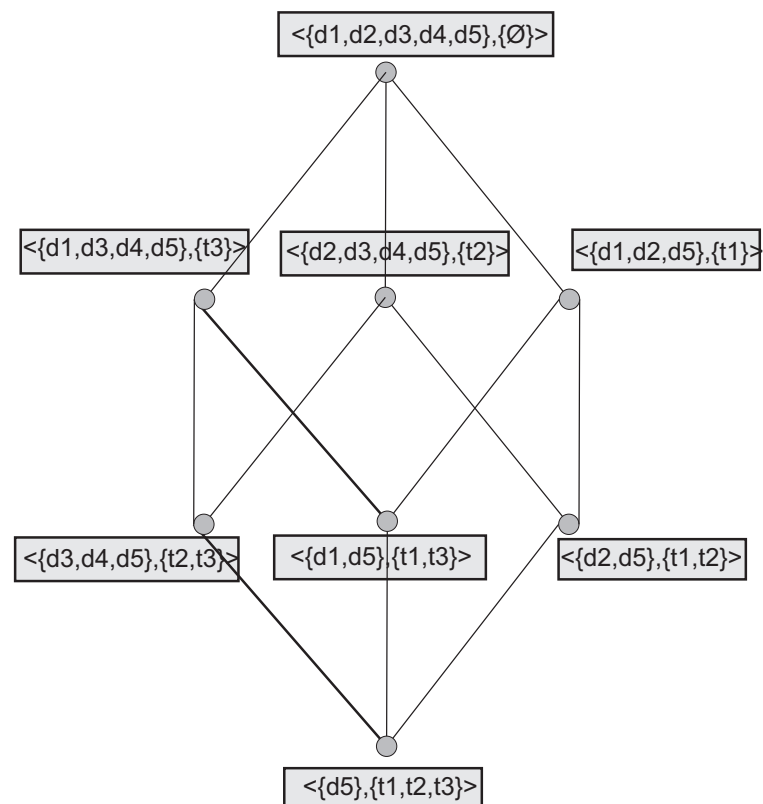 <{d1,d2,d3,d4,d5},{Ø}>
<{d1,d3,d4,d5},{t3}>
<{d2,d3,d4,d5},{t2}>
<{d1,d2,d5},{t1}>
<{d3,d4,d5},{t2,t3}>
<{d1,d5},{t1,t3}>
<{d2,d5},{t1,t2}>
<{d5},{t1,t2,t3}>